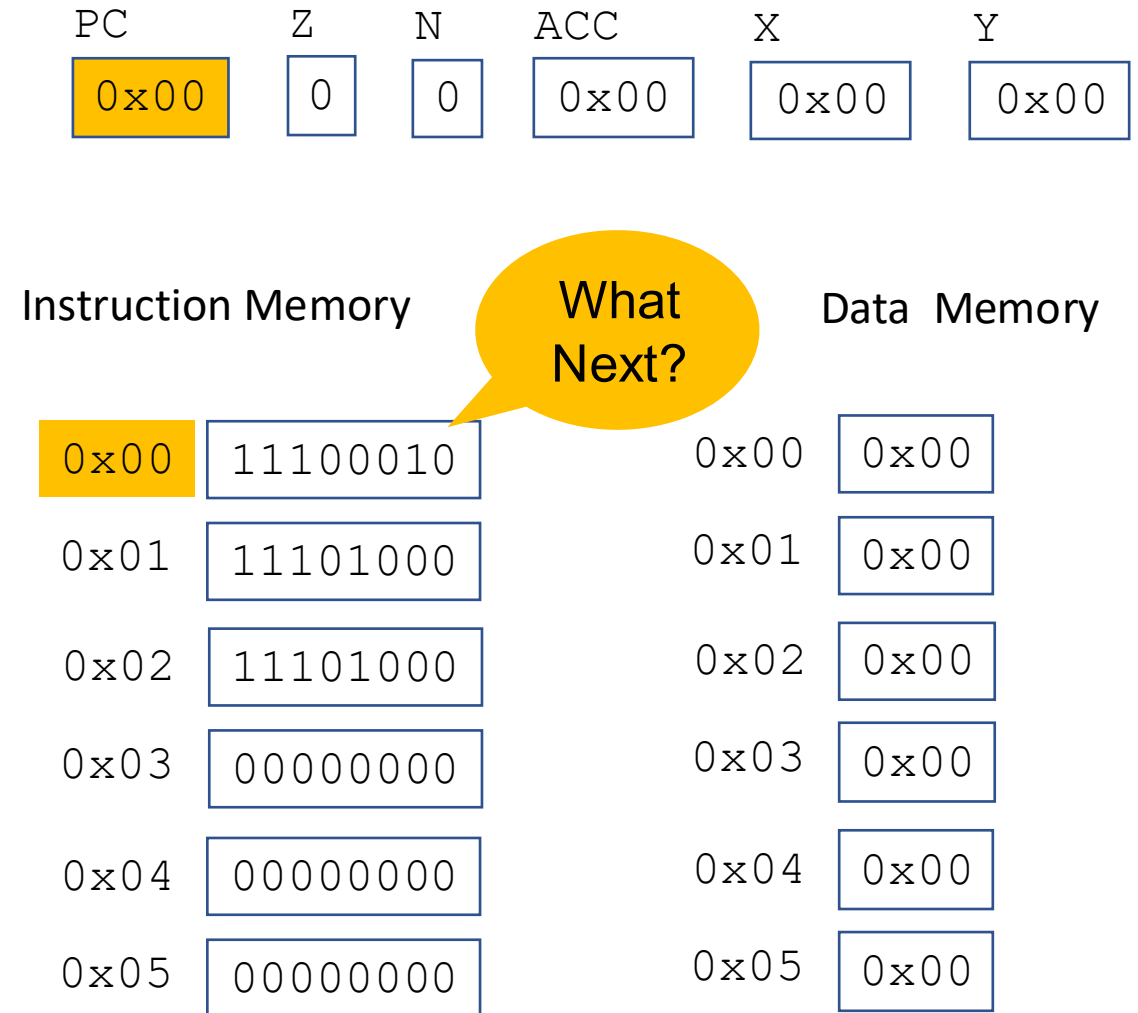 PC Z N ACC X Y
0x00 0 0 0x00 0x00 0x00
What
Next?
Instruction Memory
Data Memory
0x00 11100010 0x00 0x00
0x01 11101000 0x01 0x00
0x02 11101000 0x02 0x00
0x03 00000000 0x03 0x00
0x04 00000000 0x04 0x00
0x05 00000000 0x05 0x00